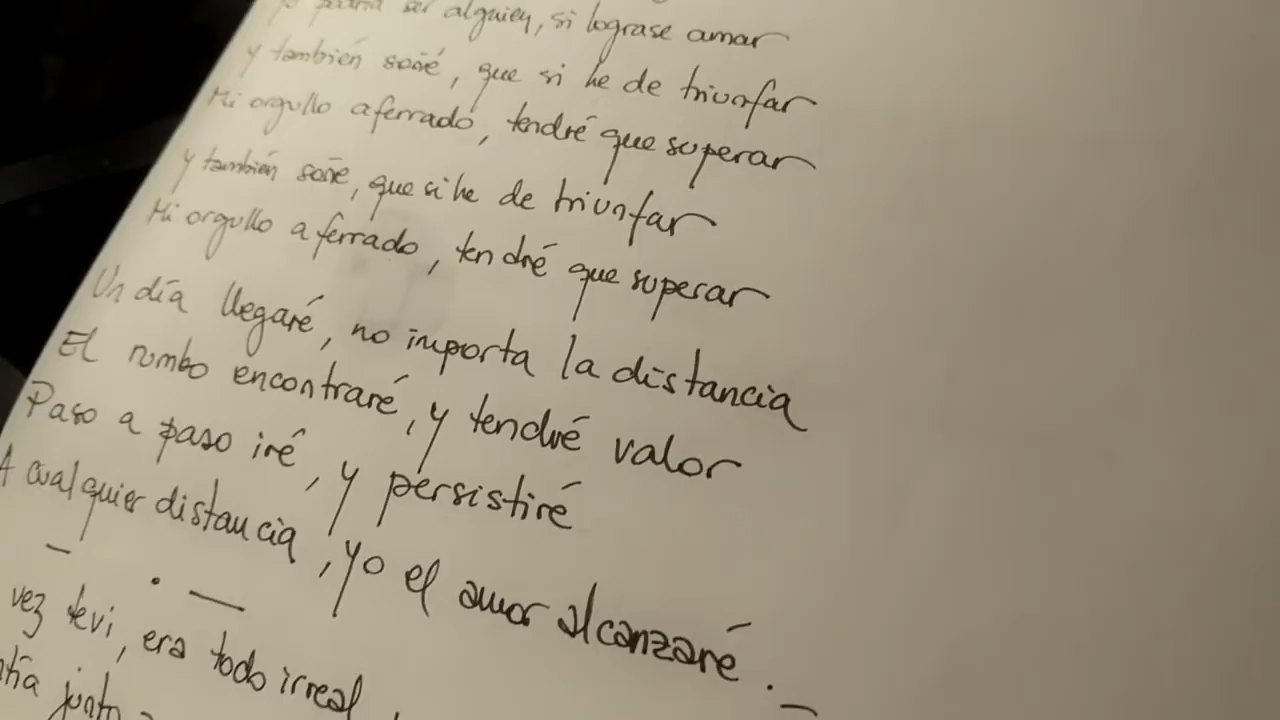 ser alguien, si lograse amar
y también soñé, que si he de triunfar
Mi orgullo aferrado, tendré que superar
y también soñe, que si he de triunfar
Mi orgullo aferrado, tendré que superar
Un día llegaré, no importa la distancia
El rumbo encontraré, y tendré valor
Paso a paso iré, y persistiré
A cualquier distancia, yo el amor alcanzaré.-
— . —
vez te vi, era todo irreal
junto